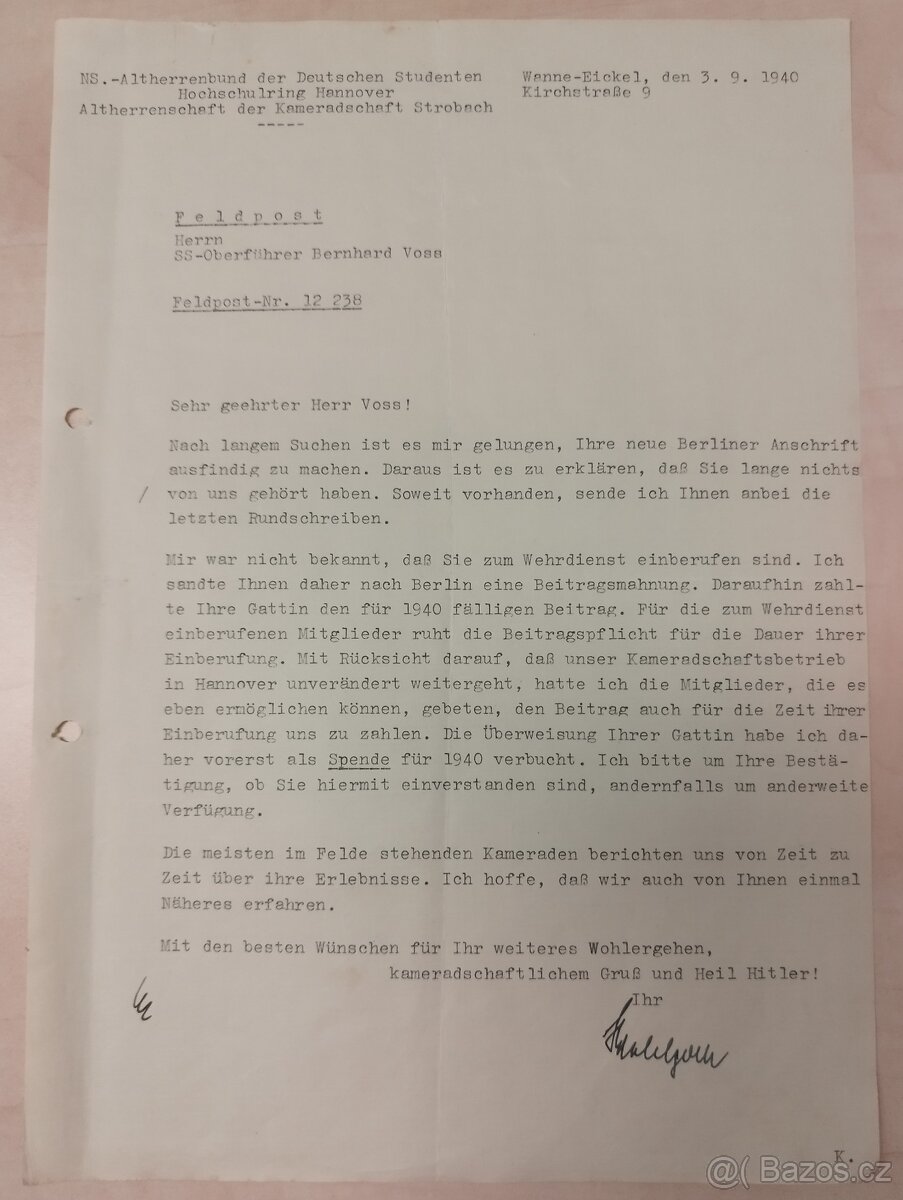 NS.-Altherrenbund der Deutschen Studenten
Hochschulring Hannover
Altherrenschaft der Kameradschaft Strobach
Wanne-Eickel, den 3. 9. 1940
Kirchstraße 9
Feldpost
Herrn
SS-Oberführer Bernhard Voss
Feldpost-Nr. 12 238
Sehr geehrter Herr Voss!
Nach langem Suchen ist es mir gelungen, Ihre neue Berliner Anschrift
ausfindig zu machen. Daraus ist es zu erklären, daß Sie lange nichts
von uns gehört haben. Soweit vorhanden, sende ich Ihnen anbei die
letzten Rundschreiben.
Mir war nicht bekannt, daß Sie zum Wehrdienst einberufen sind. Ich
sandte Ihnen daher nach Berlin eine Beitragsmahnung. Daraufhin zahl-
te Ihre Gattin den für 1940 fälligen Beitrag. Für die zum Wehrdienst
einberufenen Mitglieder ruht die Beitragspflicht für die Dauer ihrer
Einberufung. Mit Rücksicht darauf, daß unser Kameradschaftsbetrieb
in Hannover unverändert weitergeht, hatte ich die Mitglieder, die es
eben ermöglichen können, gebeten, den Beitrag auch für die Zeit ihrer
Einberufung uns zu zahlen. Die Überweisung Ihrer Gattin habe ich da-
her vorerst als Spende für 1940 verbucht. Ich bitte um Ihre Bestä-
tigung, ob Sie hiermit einverstanden sind, andernfalls um anderweite
Verfügung.
Die meisten im Felde stehenden Kameraden berichten uns von Zeit zu
Zeit über ihre Erlebnisse. Ich hoffe, daß wir auch von Ihnen einmal
Näheres erfahren.
Mit den besten Wünschen für Ihr weiteres Wohlergehen,
kameradschaftlichem Gruß und Heil Hitler!
Ihr
K.
@( Bazos.cz